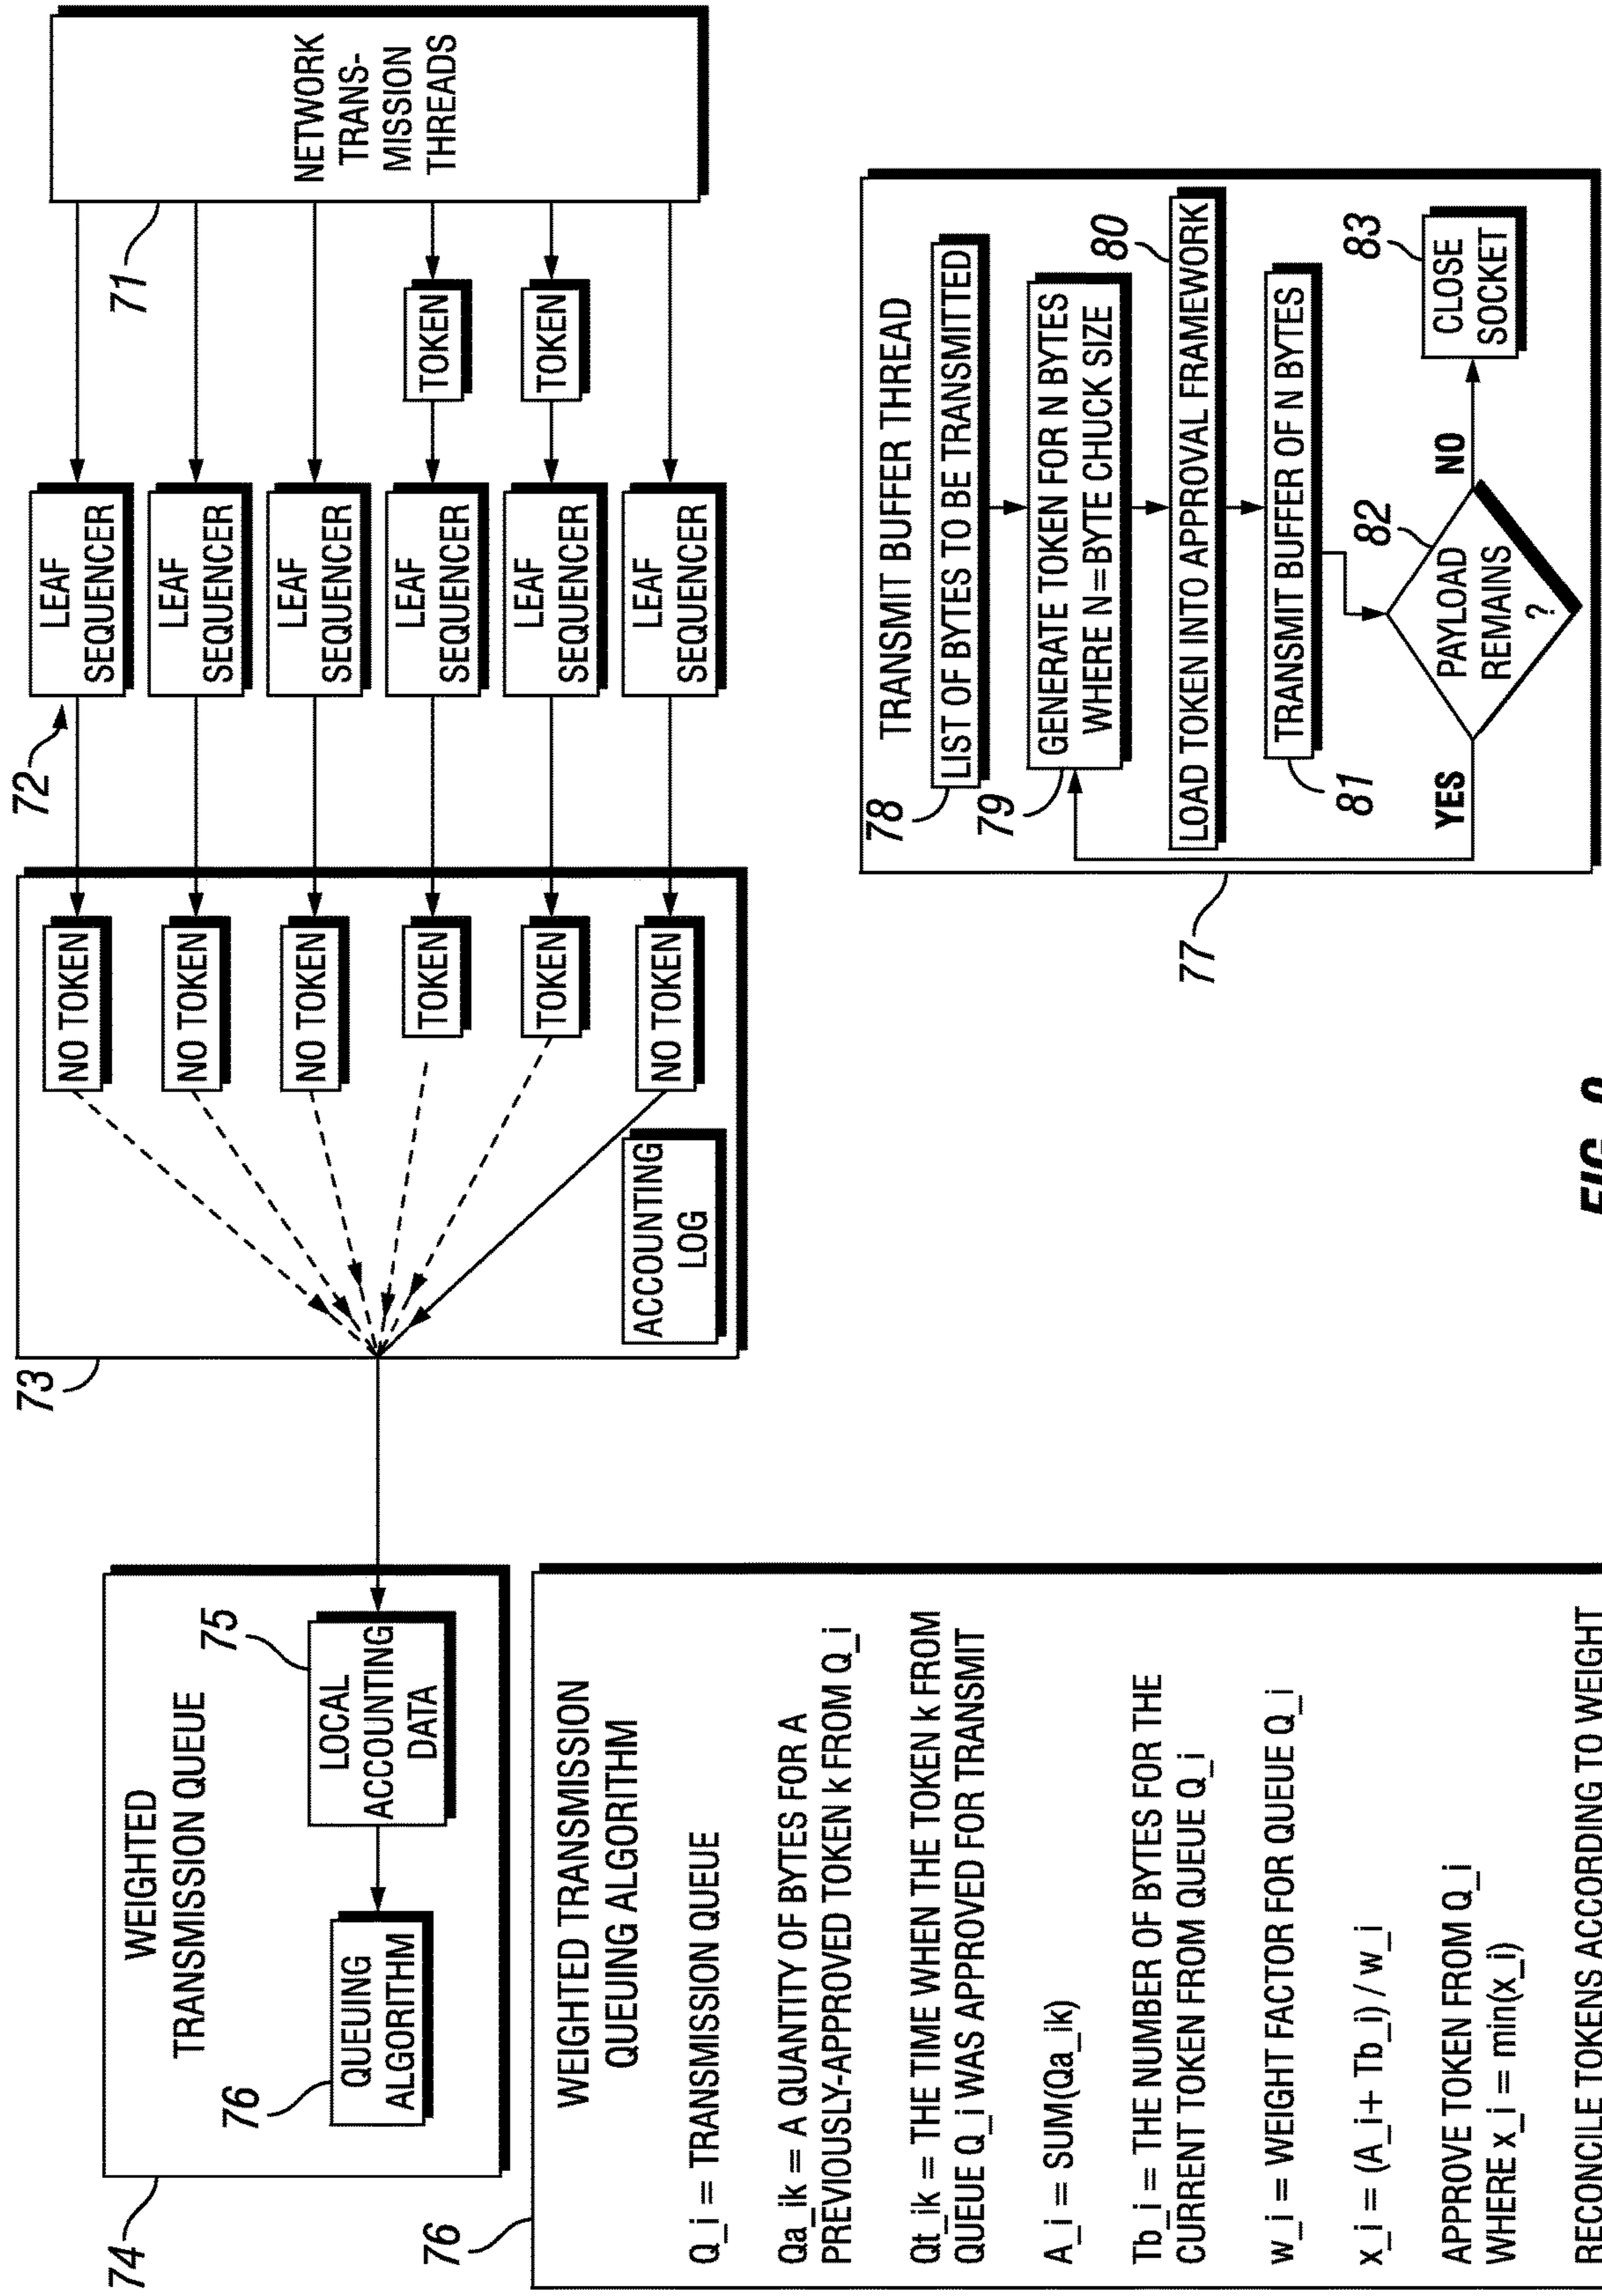 WEIGHTED
TRANSMISSION QUEUE
74
75
LOCAL
ACCOUNTING
DATA
76
QUEUING
ALGORITHM
73
NO TOKEN
NO TOKEN
NO TOKEN
TOKEN
TOKEN
NO TOKEN
ACCOUNTING
LOG
72
LEAF
SEQUENCER
LEAF
SEQUENCER
LEAF
SEQUENCER
LEAF
SEQUENCER
LEAF
SEQUENCER
LEAF
SEQUENCER
TOKEN
TOKEN
71
NETWORK
TRANS-
MISSION
THREADS
76
WEIGHTED TRANSMISSION
QUEUING ALGORITHM
Q_i = TRANSMISSION QUEUE
Qa_ik = A QUANTITY OF BYTES FOR A
PREVIOUSLY-APPROVED TOKEN k FROM Q_i
Qt_ik = THE TIME WHEN THE TOKEN k FROM
QUEUE Q_i WAS APPROVED FOR TRANSMIT
A_i = SUM(Qa_ik)
Tb_i = THE NUMBER OF BYTES FOR THE
CURRENT TOKEN FROM QUEUE Q_i
w_i = WEIGHT FACTOR FOR QUEUE Q_i
x_i = (A_i+ Tb_i) / w_i
APPROVE TOKEN FROM Q_i
WHERE x_i = min(x_i)
RECONCILE TOKENS ACCORDING TO WEIGHT
77
TRANSMIT BUFFER THREAD
78
LIST OF BYTES TO BE TRANSMITTED
79
GENERATE TOKEN FOR N BYTES
WHERE N=BYTE CHUCK SIZE
80
LOAD TOKEN INTO APPROVAL FRAMEWORK
81
TRANSMIT BUFFER OF N BYTES
82
PAYLOAD
REMAINS
?
YES
NO
83
CLOSE
SOCKET
FIG.